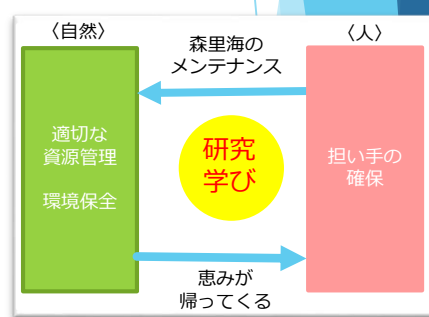 〈自然〉
〈人〉
森里海の
メンテナンス
適切な
資源管理
環境保全
研究
学び
担い手の
確保
恵みが
帰ってくる